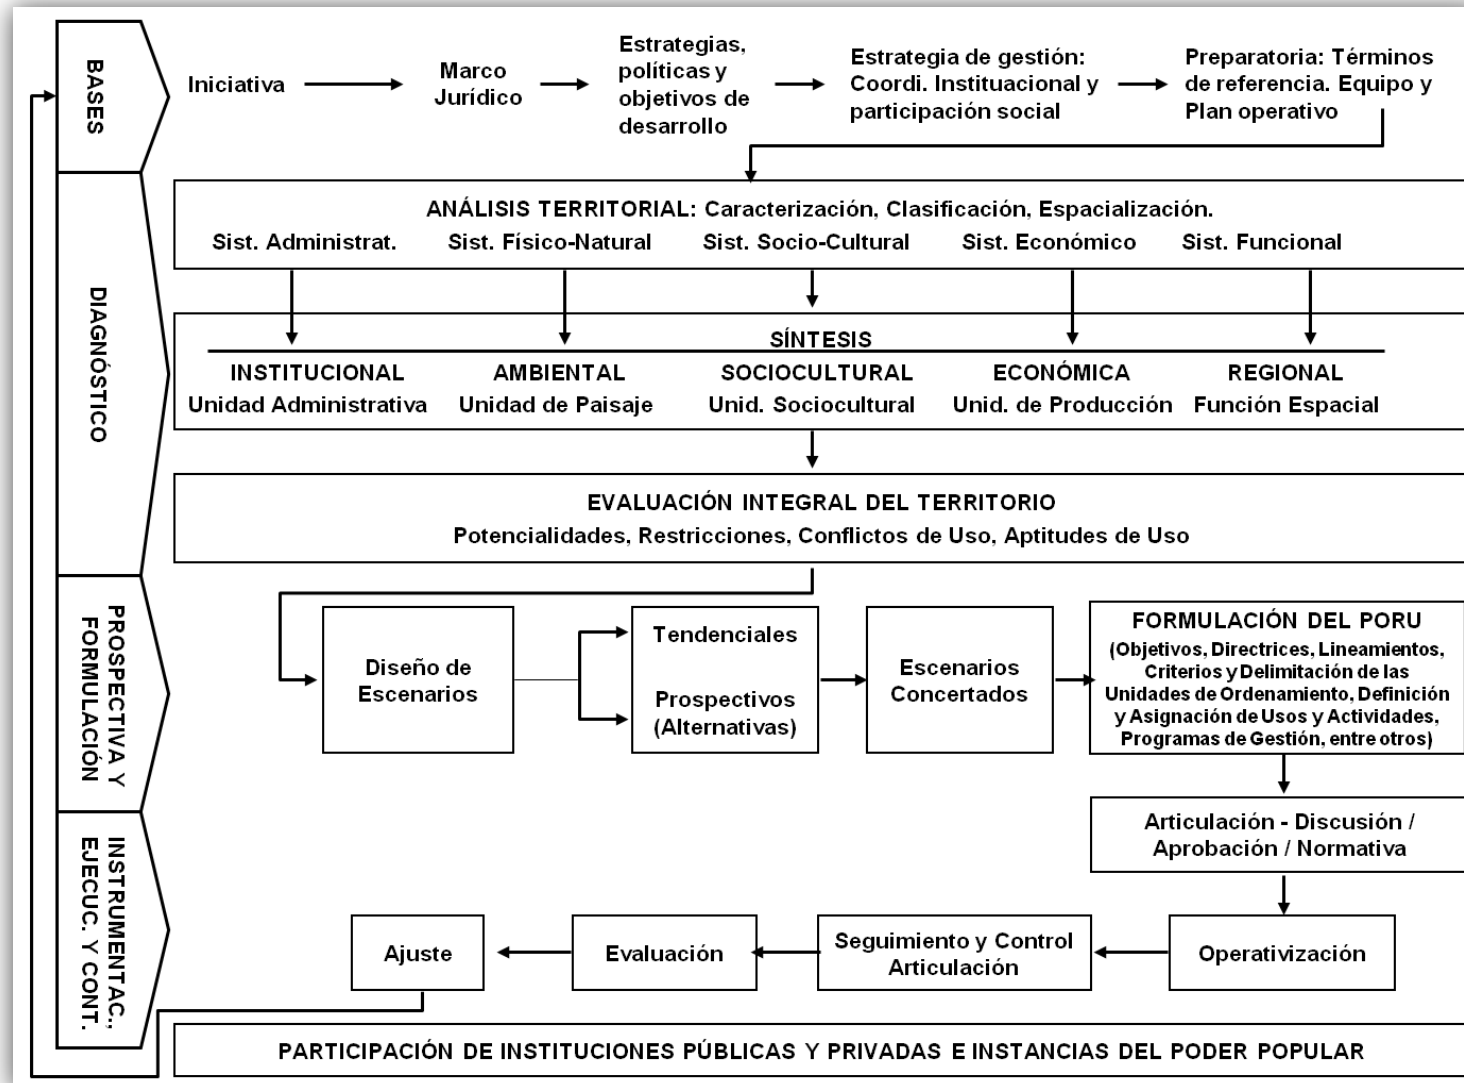 BASES
Iniciativa
Marco
Jurídico
Estrategias,
políticas y
objetivos de
desarrollo
Estrategia de gestión:
Coordi. Instituacional y
participación social
Preparatoria: Términos
de referencia. Equipo y
Plan operativo
DIAGNÓSTICO
ANÁLISIS TERRITORIAL: Caracterización, Clasificación, Espacialización.
Sist. Administrat. Sist. Físico-Natural Sist. Socio-Cultural Sist. Económico Sist. Funcional
SÍNTESIS
INSTITUCIONAL AMBIENTAL SOCIOCULTURAL ECONÓMICA REGIONAL
Unidad Administrativa Unidad de Paisaje Unid. Sociocultural Unid. de Producción Función Espacial
EVALUACIÓN INTEGRAL DEL TERRITORIO
Potencialidades, Restricciones, Conflictos de Uso, Aptitudes de Uso
PROSPECTIVA Y
FORMULACIÓN
Diseño de
Escenarios
Tendenciales
Prospectivos
(Alternativas)
Escenarios
Concertados
FORMULACIÓN DEL PORU
(Objetivos, Directrices, Lineamientos,
Criterios y Delimitación de las
Unidades de Ordenamiento, Definición
y Asignación de Usos y Actividades,
Programas de Gestión, entre otros)
INSTRUMENTAC.,
EJECUC. Y CONT.
Articulación - Discusión /
Aprobación / Normativa
Operativización
Seguimiento y Control
Articulación
Evaluación
Ajuste
PARTICIPACIÓN DE INSTITUCIONES PÚBLICAS Y PRIVADAS E INSTANCIAS DEL PODER POPULAR